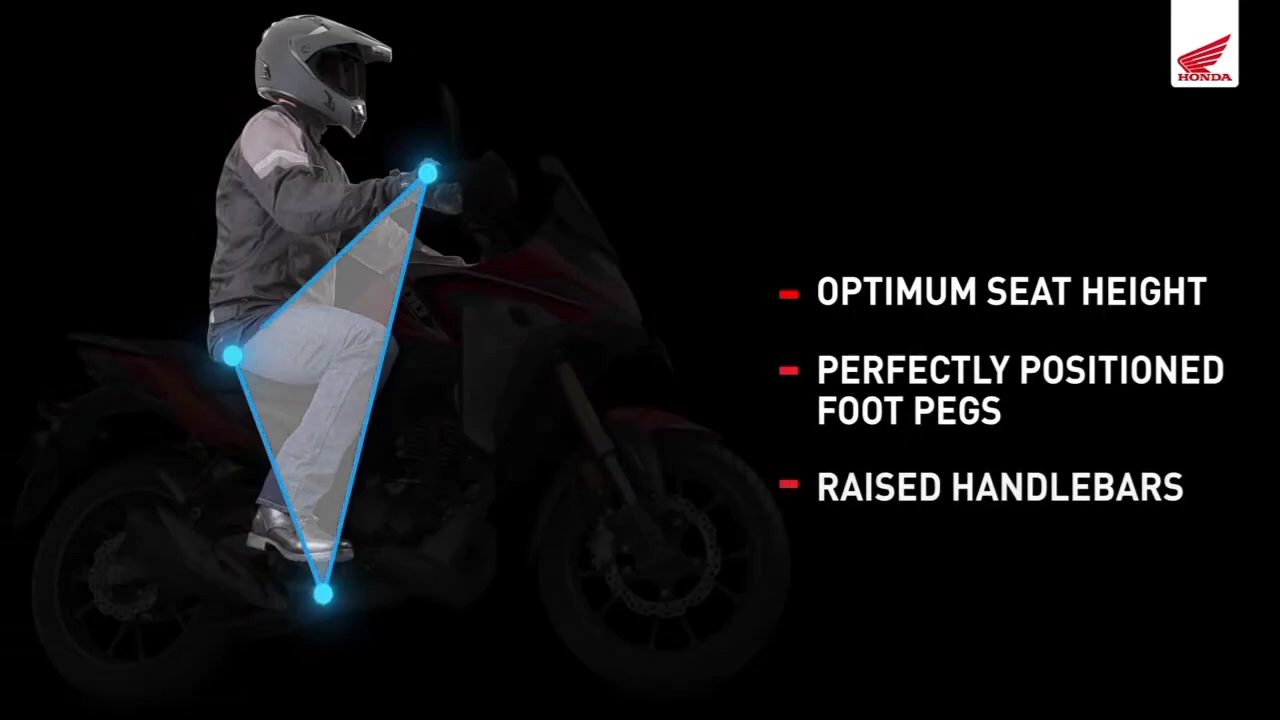 HONDA
OPTIMUM SEAT HEIGHT
PERFECTLY POSITIONED
FOOT PEGS
RAISED HANDLEBARS